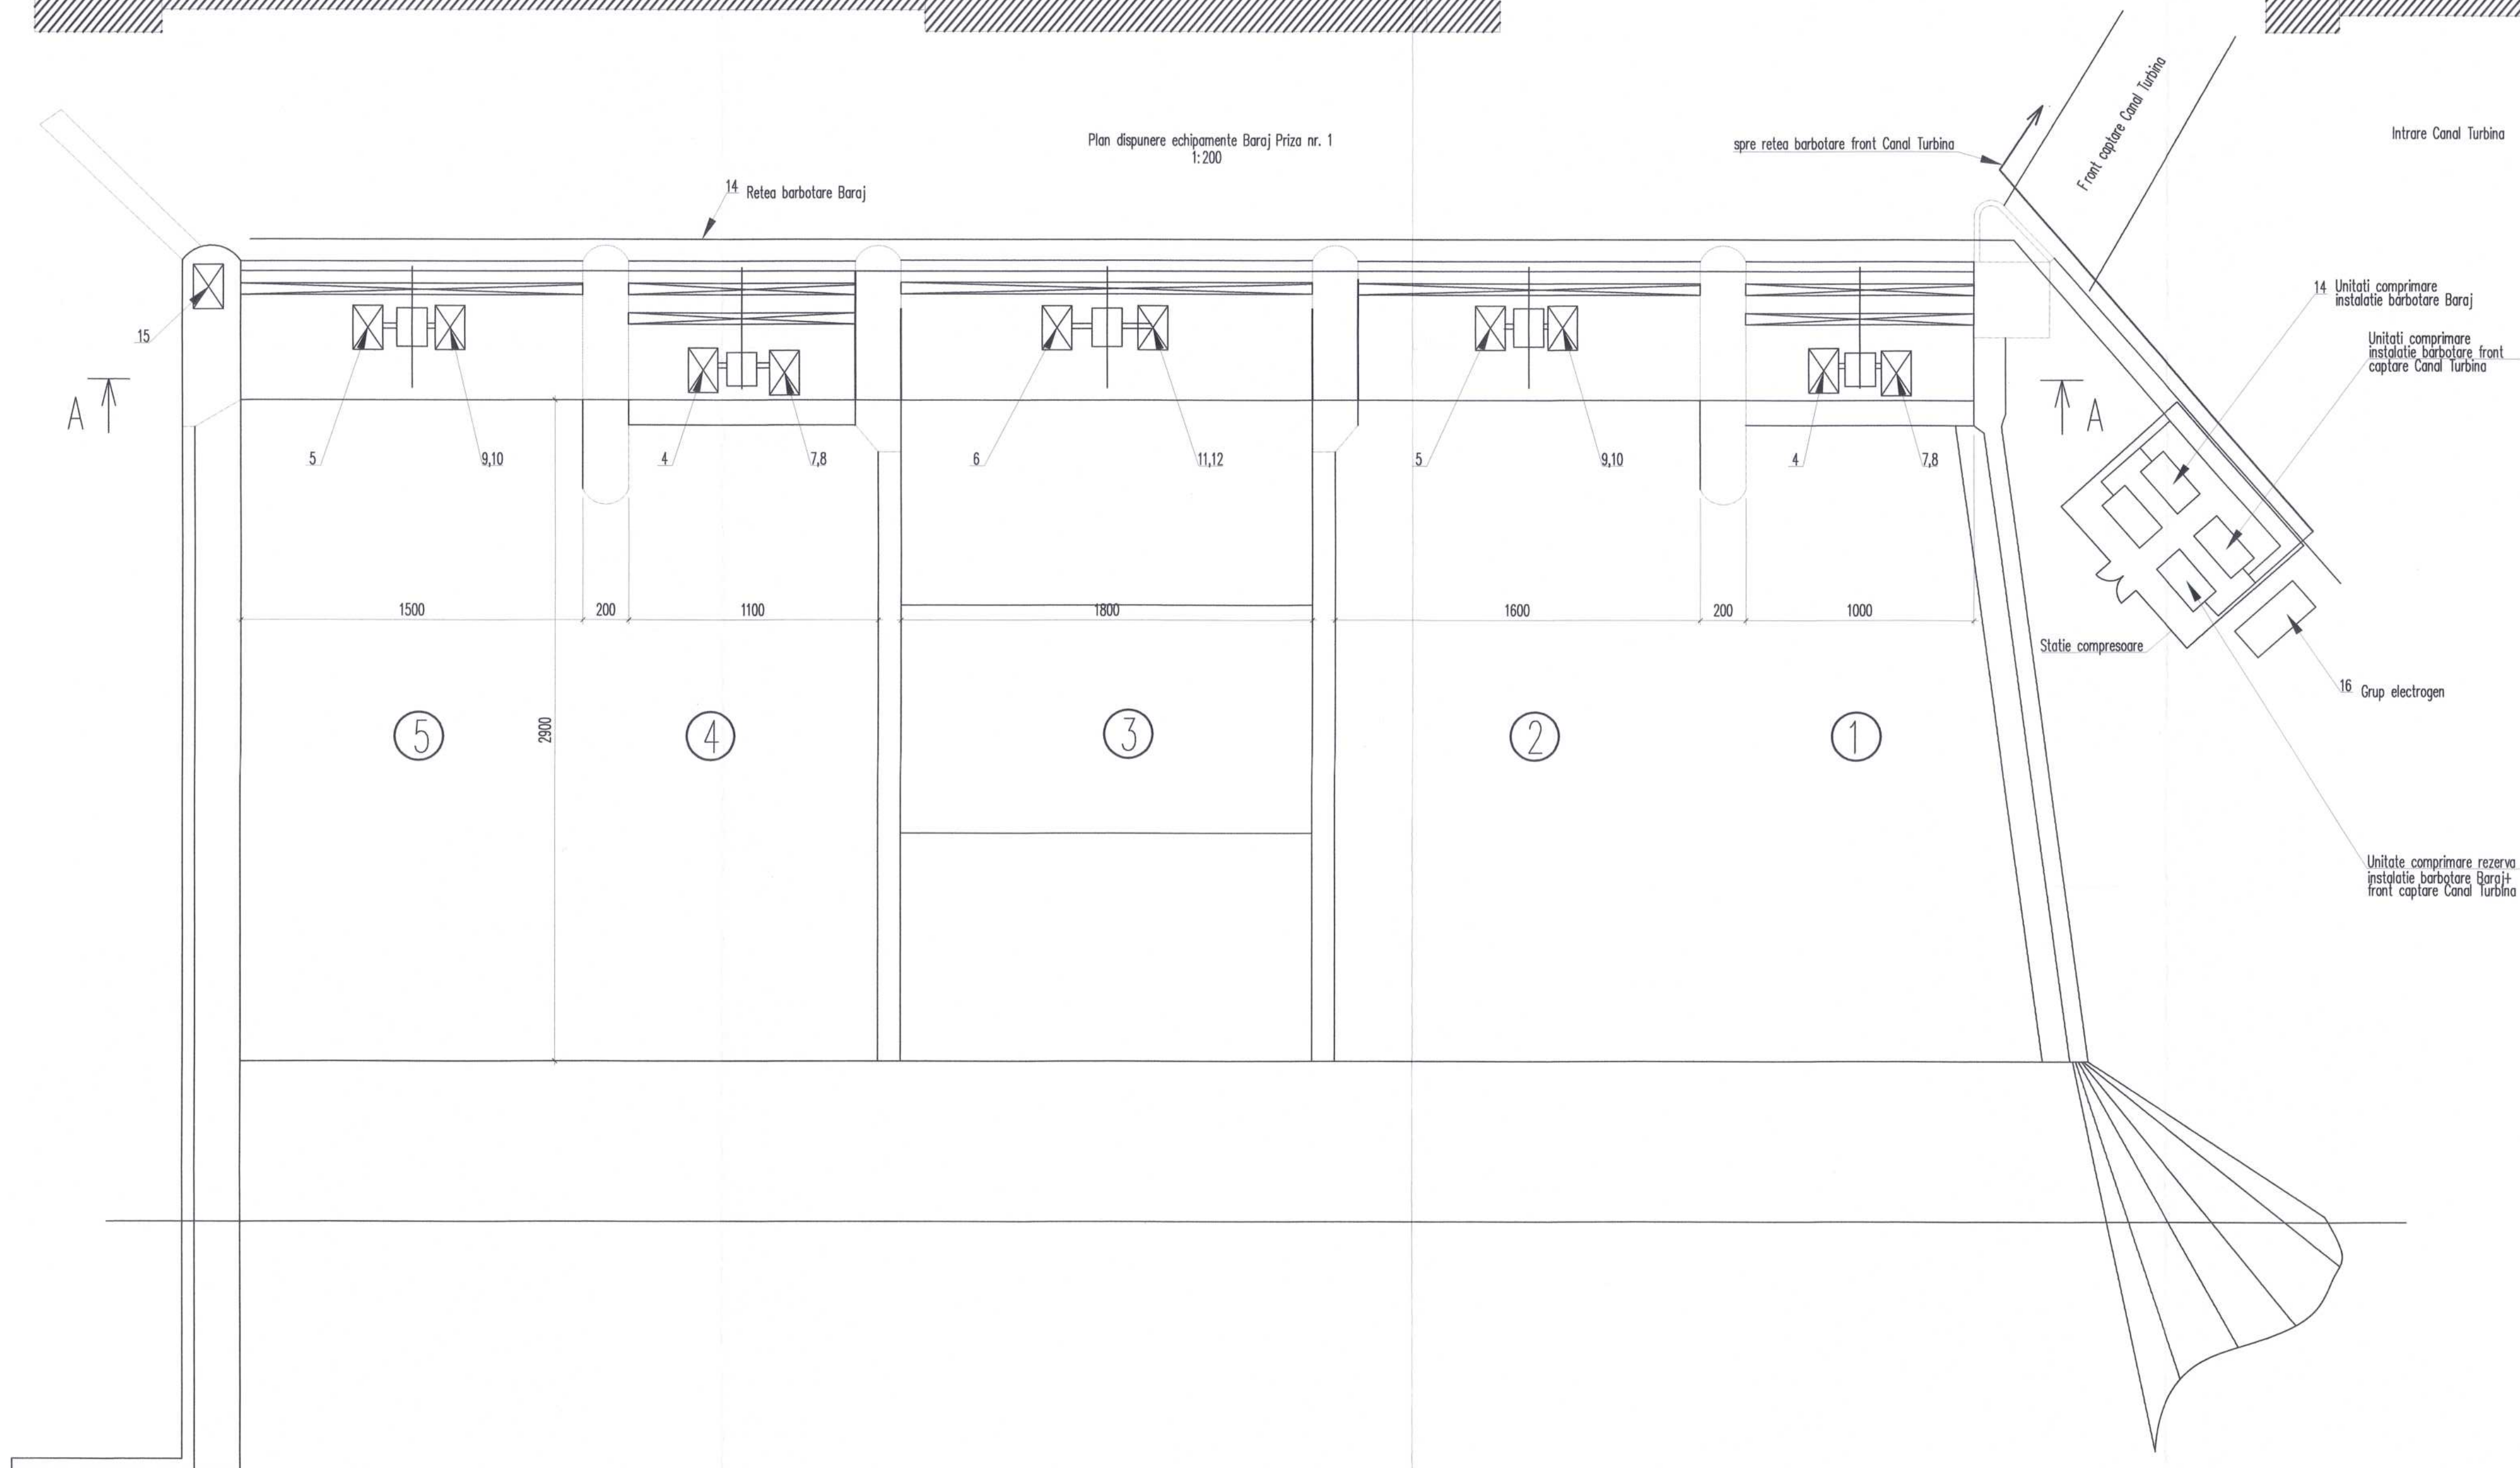 Plan dispunere echipamente Baraj Priza nr. 1
1:200
spre retea barbotare front Canal Turbina
Front captare Canal Turbina
Intrare Canal Turbina
14 Retea barbotare Baraj
14 Unitati comprimare
instalatie barbotare Baraj
Unitati comprimare
instalatie barbotare front
captare Canal Turbina
15
A
A
5
9,10
4
7,8
6
11,12
5
9,10
4
7,8
1500
200
1100
1800
1600
200
1000
Statie compresoare
16 Grup electrogen
2900
5
4
3
2
1
Unitate comprimare rezerva
instalatie barbotare Baraj+
front captare Canal Turbina